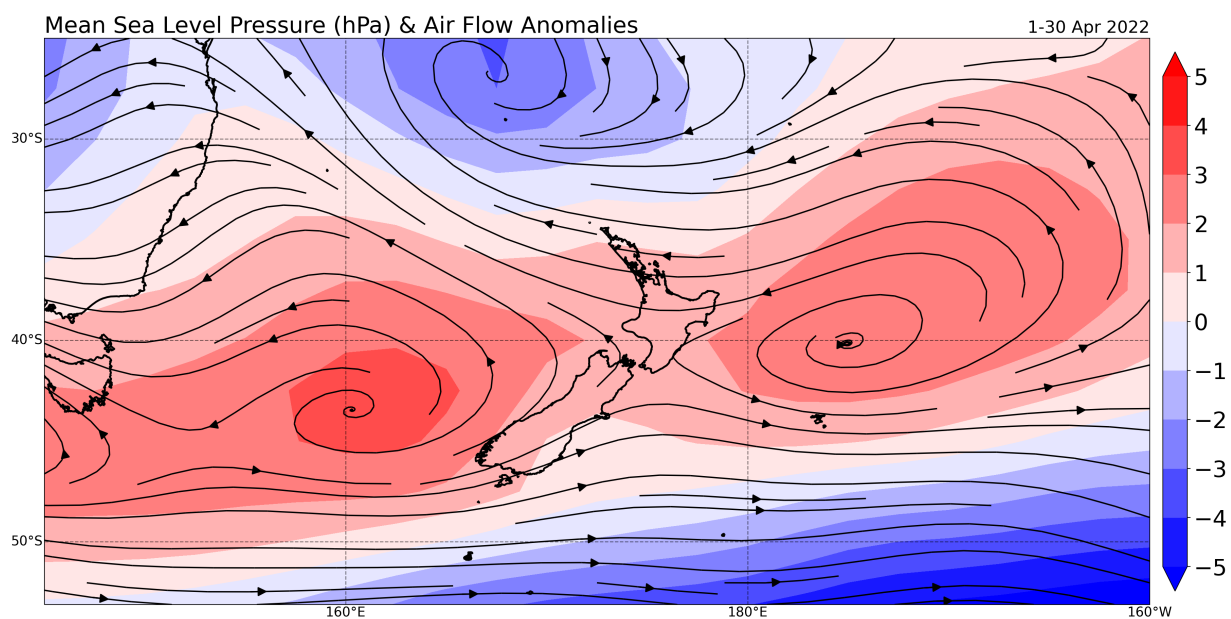 Mean Sea Level Pressure (hPa) & Air Flow Anomalies
1-30 Apr 2022
5
4
3
2
1
0
−1
−2
−3
−4
−5
30°S
40°S
50°S
160°E
180°E
160°W